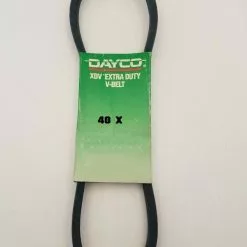 DAYCO
XDV EXTRA DUTY
V-BELT
48 X